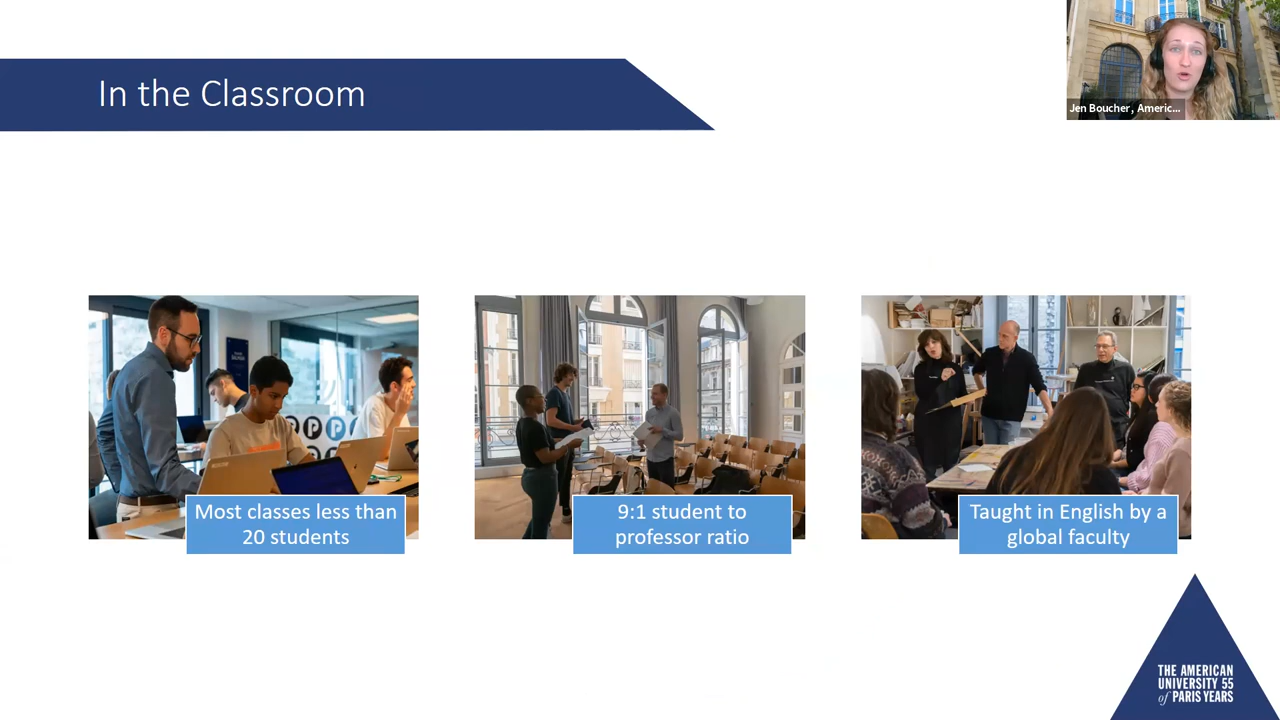 In the Classroom
Jen Boucher, Americ...
Most classes less than
20 students
9:1 student to
professor ratio
Taught in English by a
global faculty
THE AMERICAN
UNIVERSITY 55
of PARIS YEARS